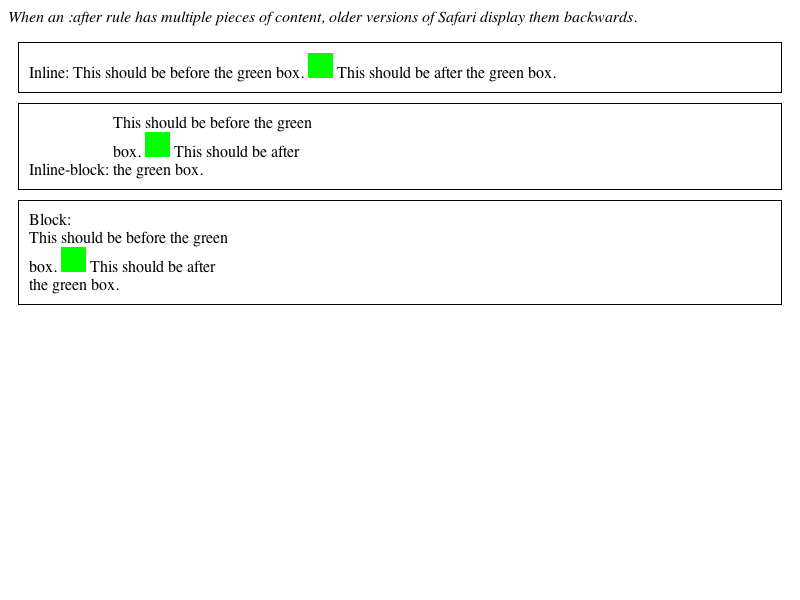 When an :after rule has multiple pieces of content, older versions of Safari display them backwards.
Inline: This should be before the green box. This should be after the green box.
This should be before the green
box. This should be after
Inline-block: the green box.
Block:
This should be before the green
box. This should be after
the green box.